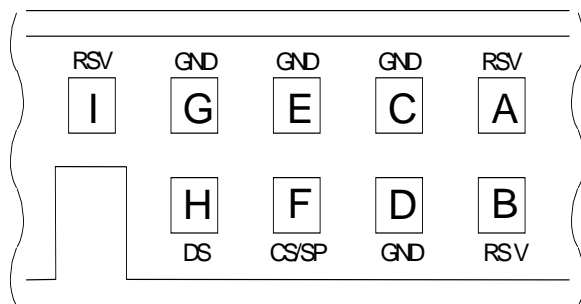 RSV GND GND GND RSV
I G E C A
H F D B
DS CS/SP GND RSV